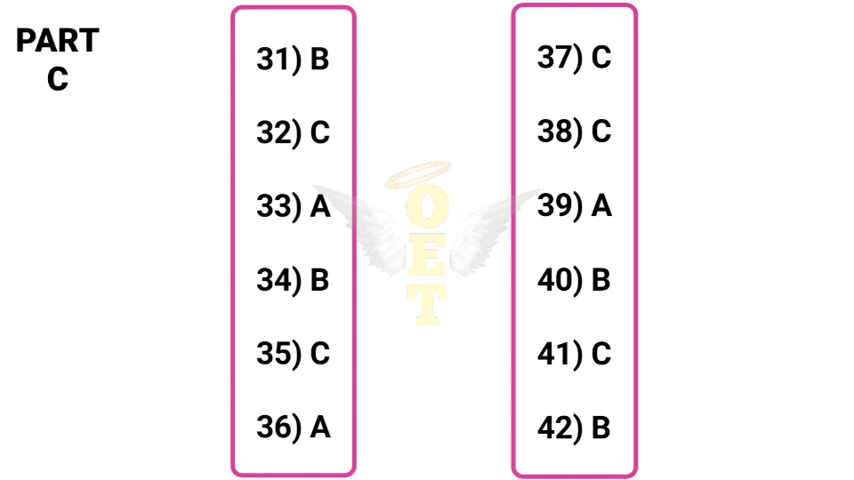 PART
C
31) B
32) C
33) A
34) B
35) C
36) A
37) C
38) C
39) A
40) B
41) C
42) B
OET